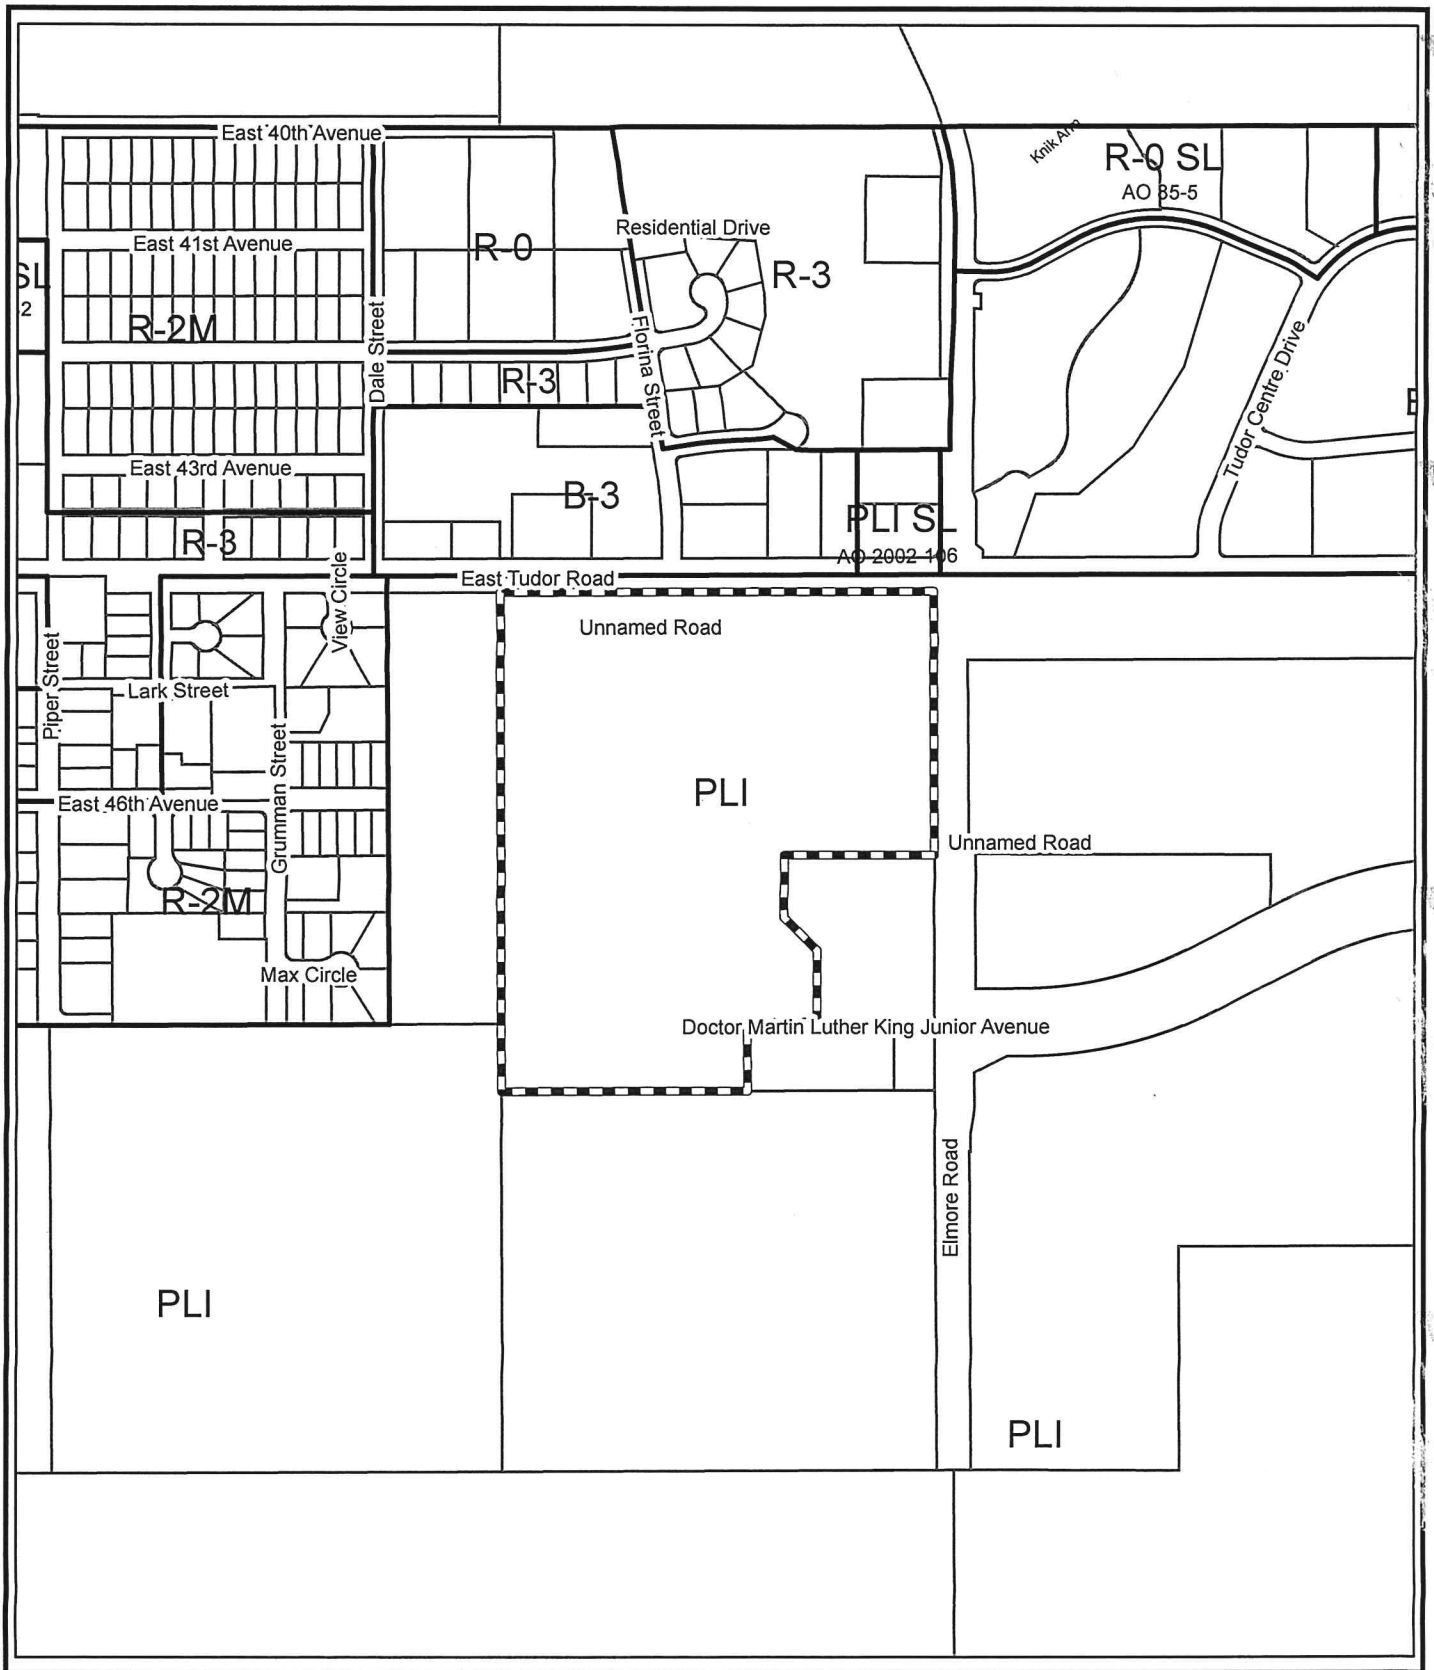 East 40th Avenue
Knik Arm
R-0 SL
AO 85-5
East 41st Avenue
Residential Drive
R-0
R-3
SL
R-2M
Dale Street
Florina Street
Tudor Centre Drive
R-3
East 43rd Avenue
B-3
PLI SL
AO 2002-106
R-3
View Circle
East Tudor Road
Unnamed Road
Piper Street
Lark Street
Grumman Street
PLI
East 46th Avenue
Unnamed Road
R-2M
Max Circle
Doctor Martin Luther King Junior Avenue
Elmore Road
PLI
PLI